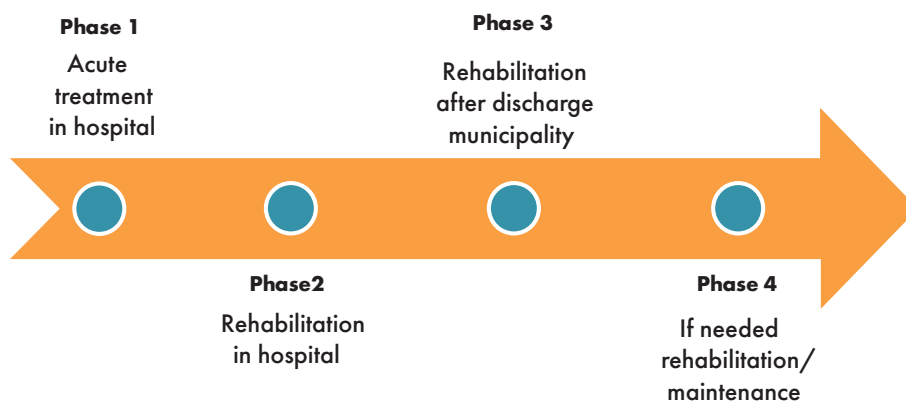 Phase 1
Acute
treatment
in hospital
Phase2
Rehabilitation
in hospital
Phase 3
Rehabilitation
after discharge
municipality
Phase 4
If needed
rehabilitation/
maintenance